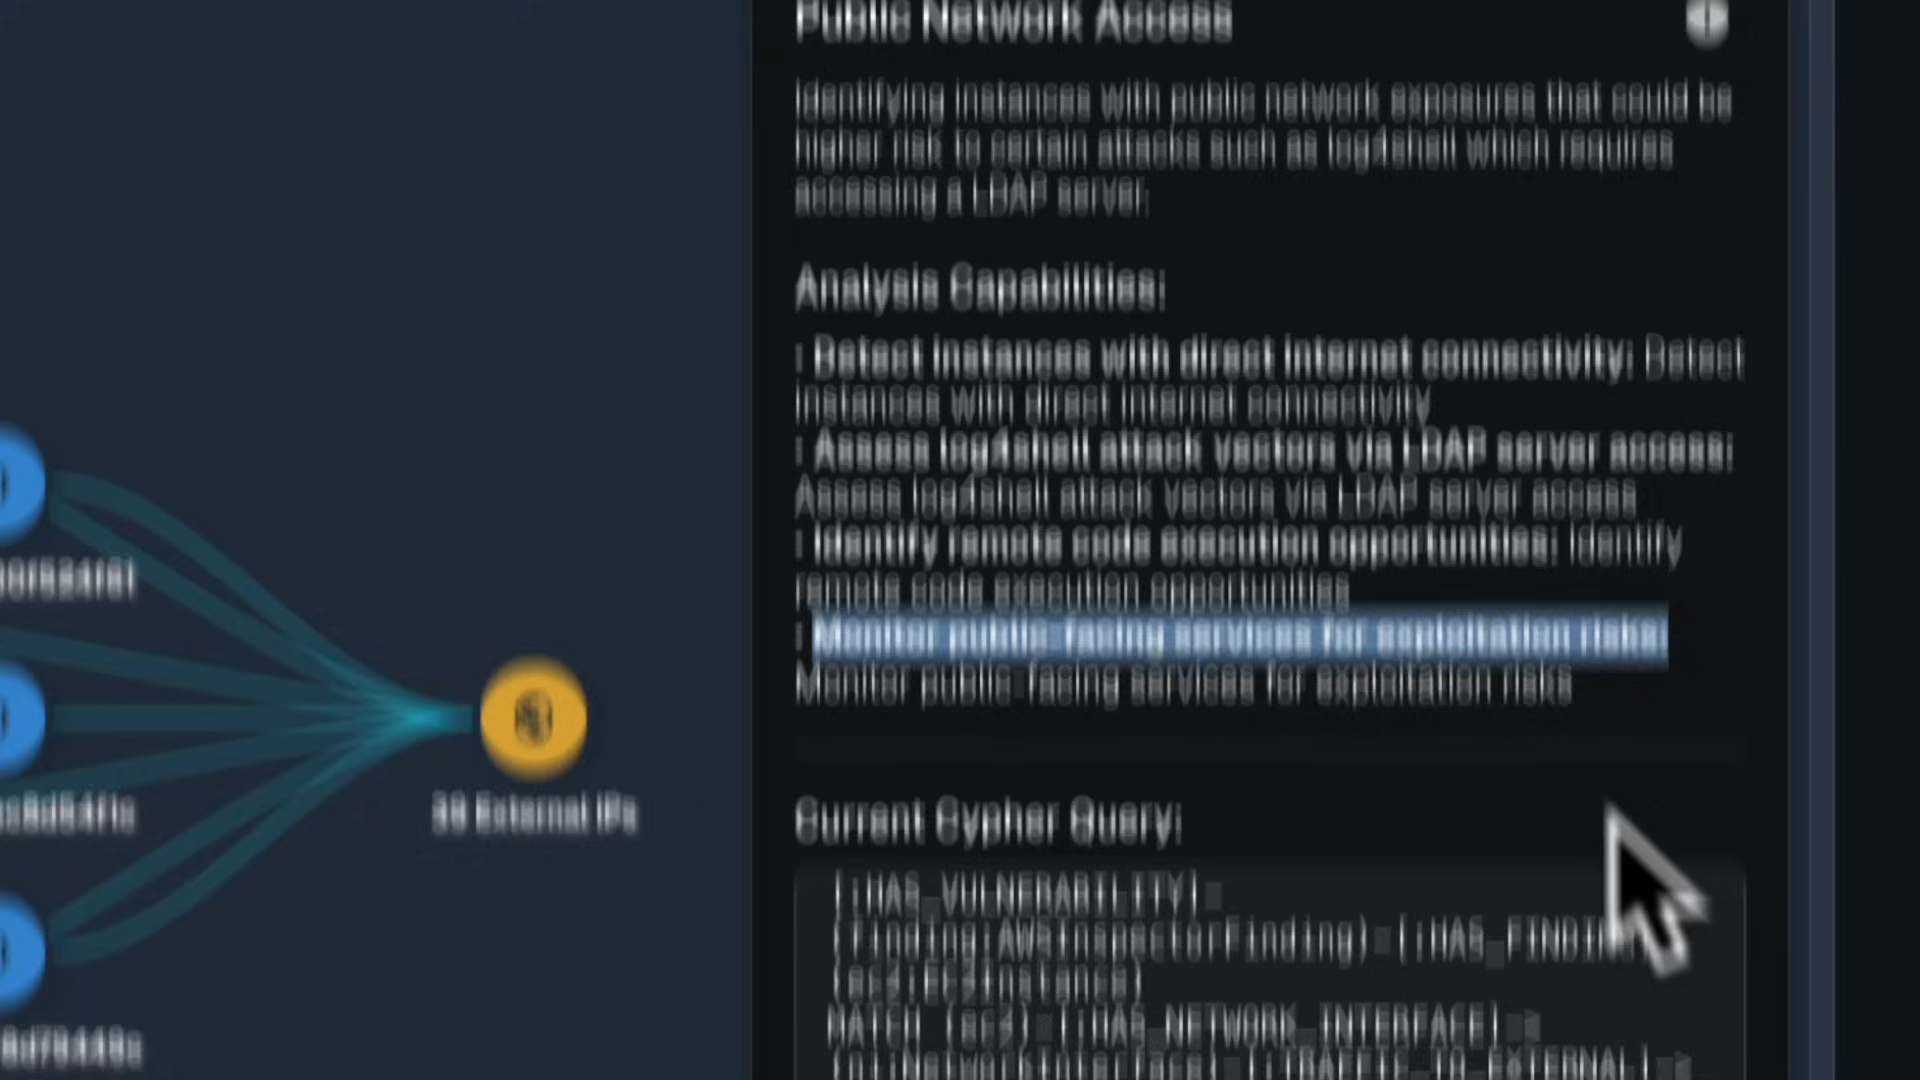 Public Network Access
Identifying instances with public network exposures that could be
higher risk to certain attacks such as log4shell which requires
accessing a LDAP server.
Analysis Capabilities:
Detect instances with direct internet connectivity: Detect
instances with direct internet connectivity
Assess log4shell attack vectors via LDAP server access:
Assess log4shell attack vectors via LDAP server access
Identify remote code execution opportunities: Identify
remote code execution opportunities
Monitor public-facing services for exploitation risks:
Monitor public-facing services for exploitation risks
External IPs
Current Cypher Query:
[:HAS_VULNERABILITY]
(finding:AWSInspectorFinding)-[:HAS_FINDING
(ec2:EC2Instance)
MATCH (ec2)-[:HAS_NETWORK_INTERFACE]->
(ni:NetworkInterface)-[:TRAFFIC_TO_EXTERNAL]->